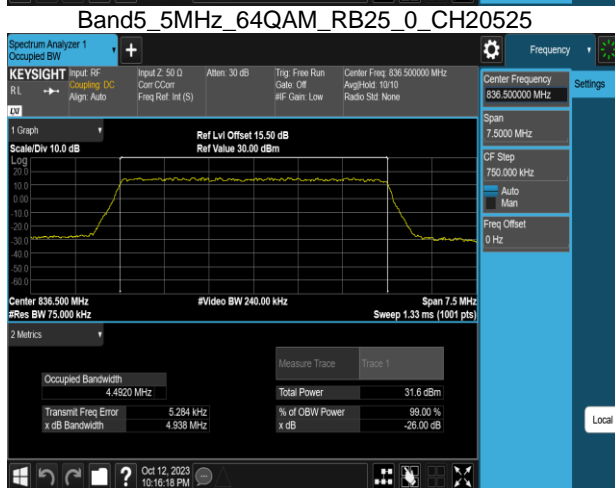 Band5_5MHz_64QAM_RB25_0_CH20525
Spectrum Analyzer 1
Occupied BW
Frequency
KEYSIGHT Input: RF Input Z: 50 Ω Atten: 30 dB Trig: Free Run Center Freq: 836.500000 MHz
RL Coupling: DC Corr CCorr Gate: Off Avg|Hold: 10/10
Align: Auto Freq Ref: Int (S) #IF Gain: Low Radio Std: None
LXI
Center Frequency
836.500000 MHz
Settings
Span
7.5000 MHz
CF Step
750.000 kHz
Auto
Man
Freq Offset
0 Hz
1 Graph
Ref Lvl Offset 15.50 dB
Scale/Div 10.0 dB Ref Value 30.00 dBm
Log
20.0
10.0
0.00
-10.0
-20.0
-30.0
-40.0
-50.0
-60.0
Center 836.500 MHz #Video BW 240.00 kHz Span 7.5 MHz
#Res BW 75.000 kHz Sweep 1.33 ms (1001 pts)
2 Metrics
Measure Trace Trace 1
Occupied Bandwidth
4.4920 MHz Total Power 31.6 dBm
Transmit Freq Error 5.284 kHz % of OBW Power 99.00 %
x dB Bandwidth 4.938 MHz x dB -26.00 dB
Local
? Oct 12, 2023
10:16:18 PM